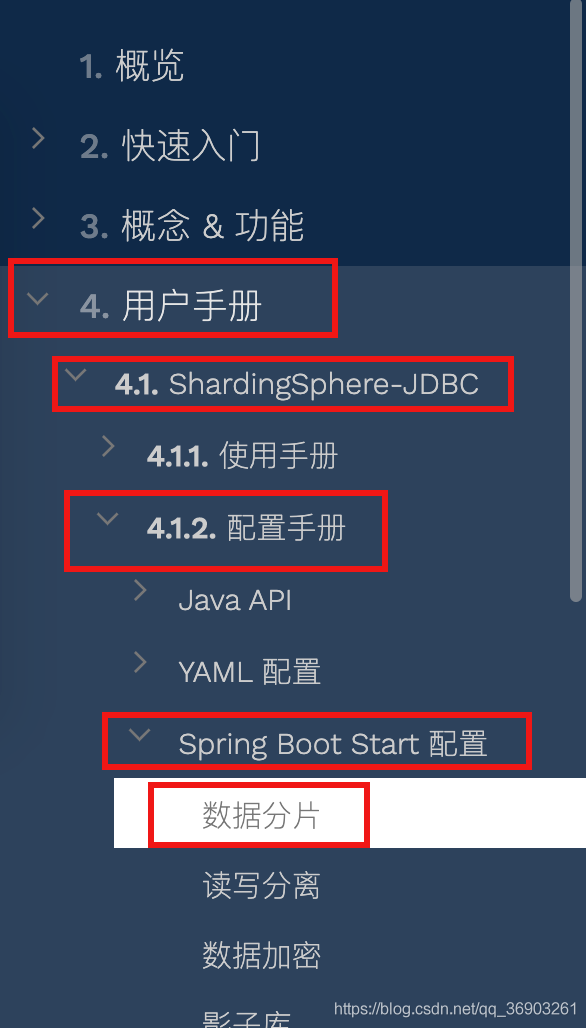 1. 概览
2. 快速入门
3. 概念 & 功能
4. 用户手册
4.1. ShardingSphere-JDBC
4.1.1. 使用手册
4.1.2. 配置手册
Java API
YAML 配置
Spring Boot Start 配置
数据分片
读写分离
数据加密
影子库
https://blog.csdn.net/qq_36903261